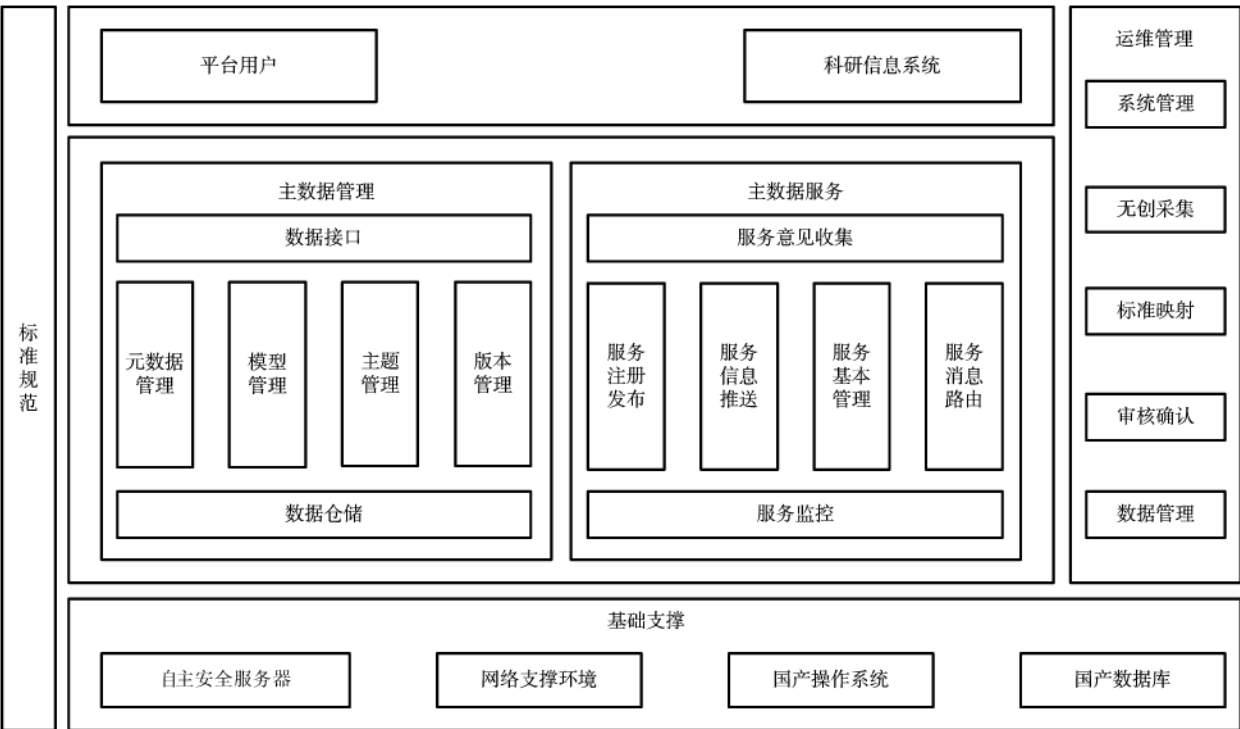 平台用户
科研信息系统
主数据管理
数据接口
元数据
管理
模型
管理
主题
管理
版本
管理
数据仓储
主数据服务
服务意见收集
服务
注册
发布
服务
信息
推送
服务
基本
管理
服务
消息
路由
服务监控
运维管理
系统管理
无创采集
标准映射
审核确认
数据管理
标
准
规
范
基础支撑
自主安全服务器
网络支撑环境
国产操作系统
国产数据库